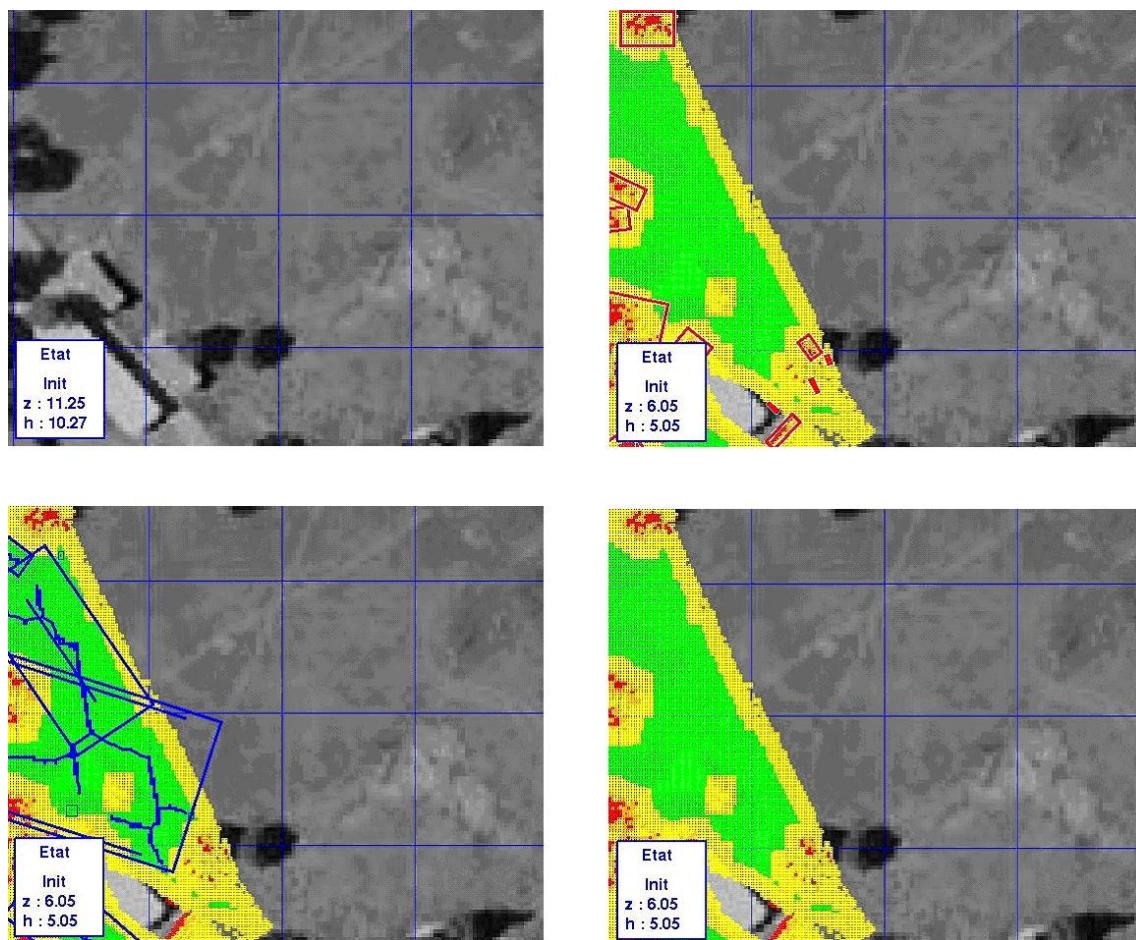 Etat
Init
z : 11.25
h : 10.27
Etat
Init
z : 6.05
h : 5.05
Etat
Init
z : 6.05
h : 5.05
Etat
Init
z : 6.05
h : 5.05